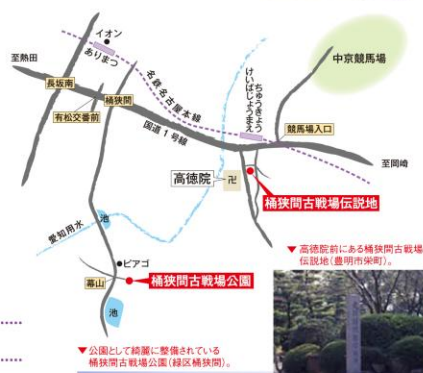 イオン
ありまつ
至熱田
長坂南
有松交番前
桶狭間
名鉄名古屋本線
国道1号線
ちゅうきょう
けいばじょうまえ
中京競馬場
競馬場入口
至岡崎
高徳院
卍
桶狭間古戦場伝説地
愛知用水
池
ピアゴ
幕山
桶狭間古戦場公園
池
▼高徳院前にある桶狭間古戦場
伝説地(豊明市栄町)。
▼公園として綺麗に整備されている
桶狭間古戦場公園(緑区桶狭間)。